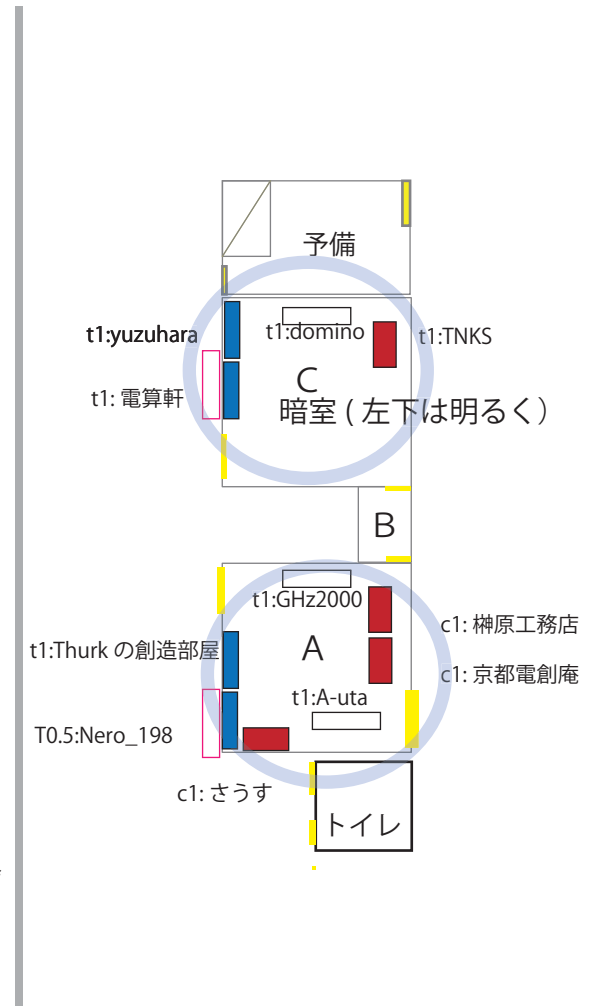 予備
t1:yuzuhara
t1:domino
t1:TNKS
t1: 電算軒
C
暗室 ( 左下は明るく）
B
t1:GHz2000
c1: 榊原工務店
t1:Thurk の創造部屋
A
c1: 京都電創庵
t1:A-uta
T0.5:Nero_198
c1: さうす
トイレ